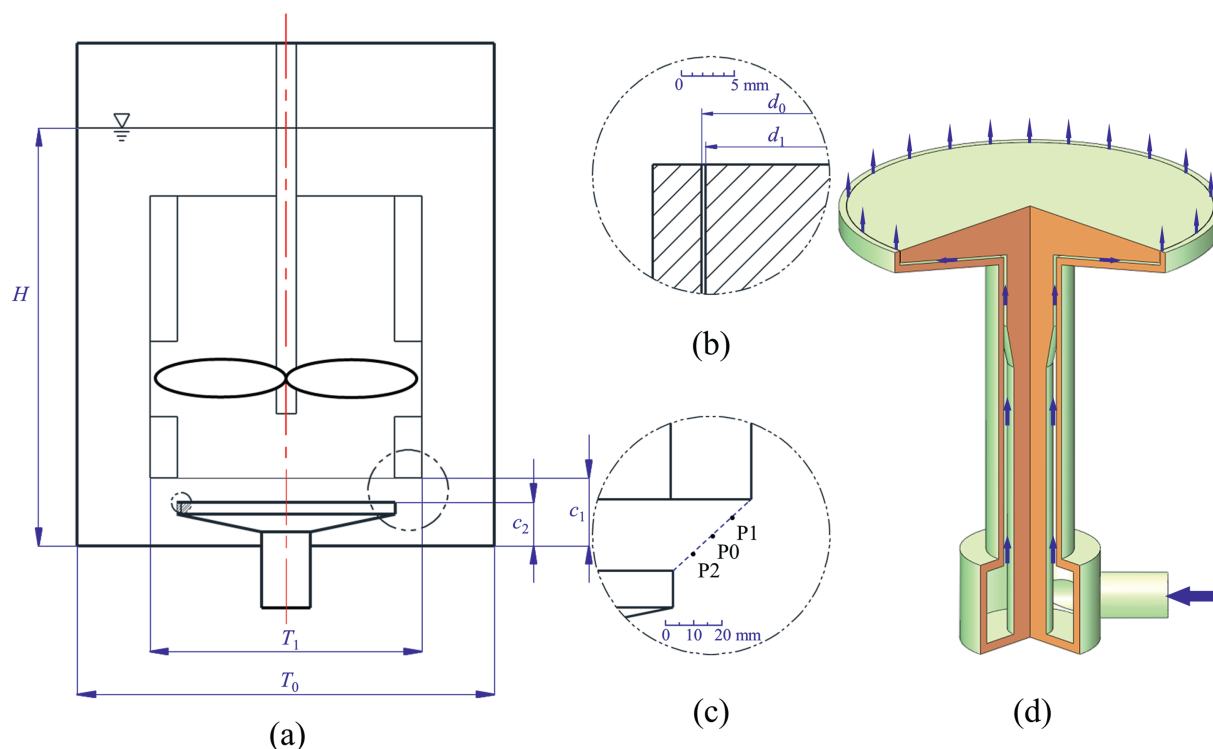 H
c₂
c₁
T₁
T₀
(a)
0 5 mm
d₀
d₁
(b)
P1
P0
P2
0 10 20 mm
(c)
(d)